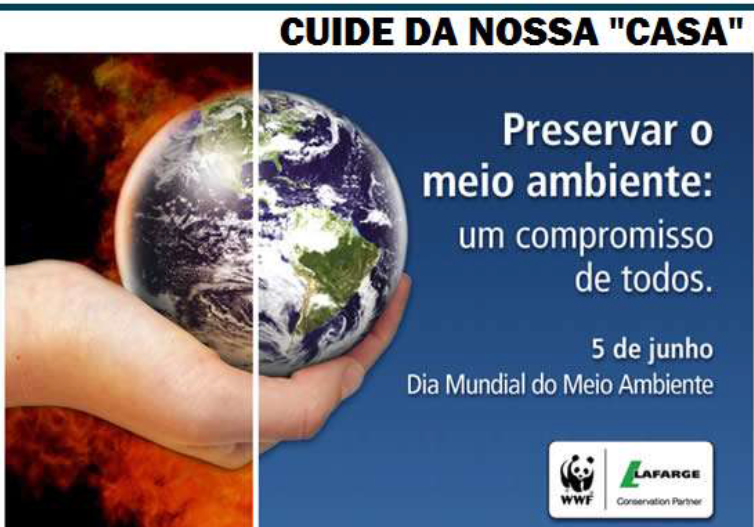 CUIDE DA NOSSA "CASA"
Preservar o
meio ambiente:
um compromisso
de todos.
5 de junho
Dia Mundial do Meio Ambiente
WWF
LAFARGE
Conservation Partner